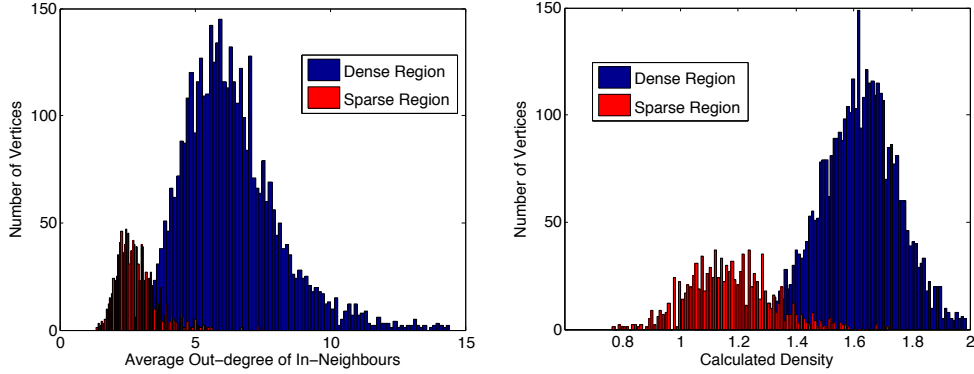 150
100
50
0
Number of Vertices
Dense Region
Sparse Region
0 5 10 15
Average Out−degree of In−Neighbours
150
100
50
0
Number of Vertices
Dense Region
Sparse Region
0.8 1 1.2 1.4 1.6 1.8 2
Calculated Density